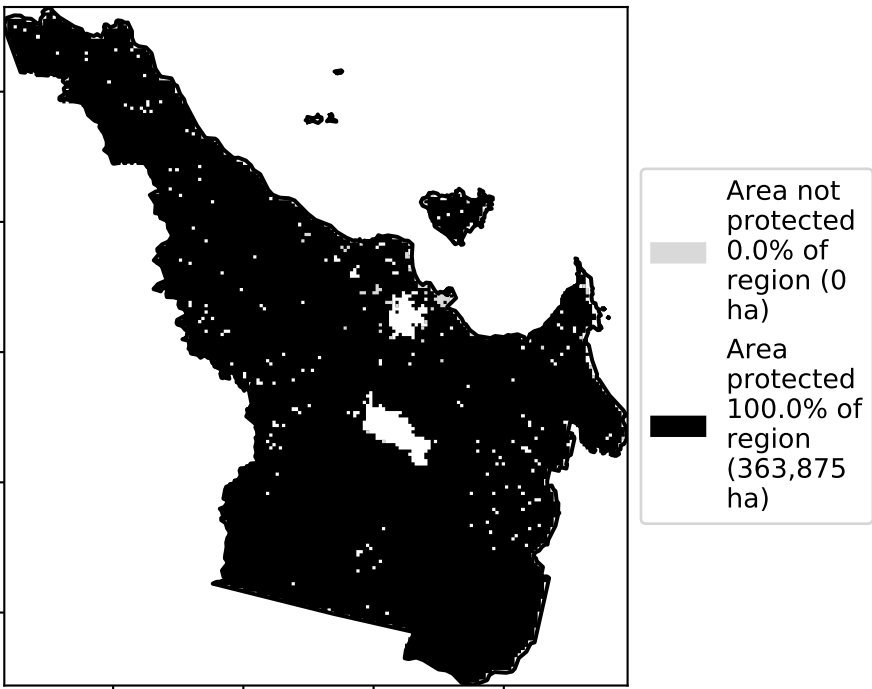 Area not
protected
0.0% of
region (0
ha)
Area
protected
100.0% of
region
(363,875
ha)